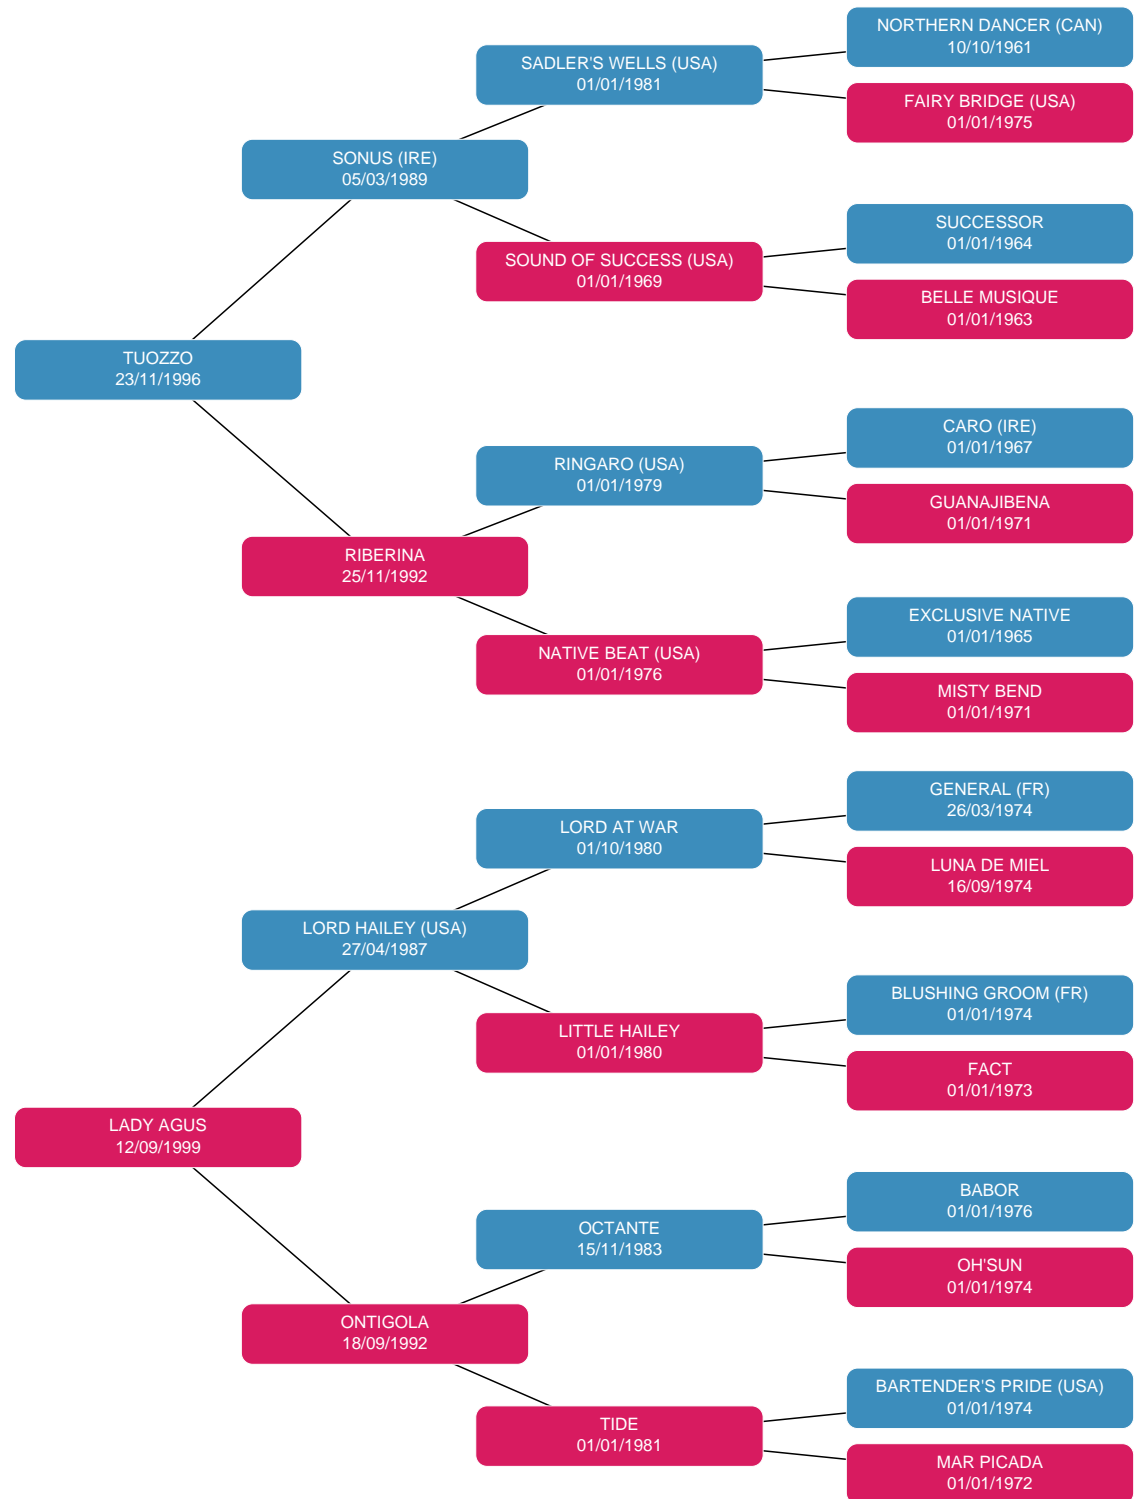 NORTHERN DANCER (CAN)
10/10/1961
SADLER'S WELLS (USA)
01/01/1981
FAIRY BRIDGE (USA)
01/01/1975
SONUS (IRE)
05/03/1989
SUCCESSOR
01/01/1964
SOUND OF SUCCESS (USA)
01/01/1969
BELLE MUSIQUE
01/01/1963
TUOZZO
23/11/1996
CARO (IRE)
01/01/1967
RINGARO (USA)
01/01/1979
GUANAJIBENA
01/01/1971
RIBERINA
25/11/1992
EXCLUSIVE NATIVE
01/01/1965
NATIVE BEAT (USA)
01/01/1976
MISTY BEND
01/01/1971
GENERAL (FR)
26/03/1974
LORD AT WAR
01/10/1980
LUNA DE MIEL
16/09/1974
LORD HAILEY (USA)
27/04/1987
BLUSHING GROOM (FR)
01/01/1974
LITTLE HAILEY
01/01/1980
FACT
01/01/1973
LADY AGUS
12/09/1999
BABOR
01/01/1976
OCTANTE
15/11/1983
OH'SUN
01/01/1974
ONTIGOLA
18/09/1992
BARTENDER'S PRIDE (USA)
01/01/1974
TIDE
01/01/1981
MAR PICADA
01/01/1972